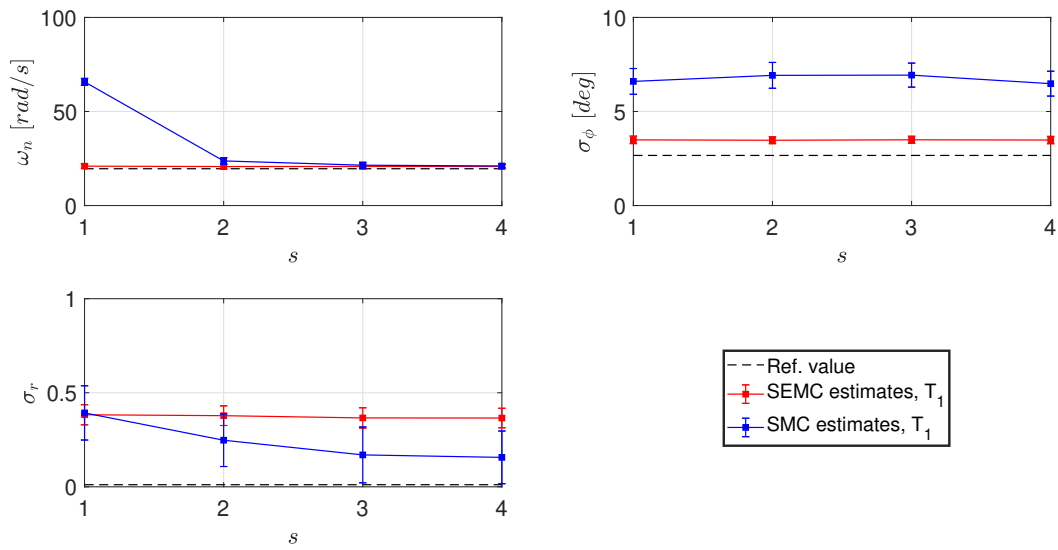 100
50
0
ω_n [rad/s]
1 2 3 4
s
10
5
0
σ_ϕ [deg]
1 2 3 4
s
1
0.5
0
σ_r
1 2 3 4
s
Ref. value
SEMC estimates, T_1
SMC estimates, T_1